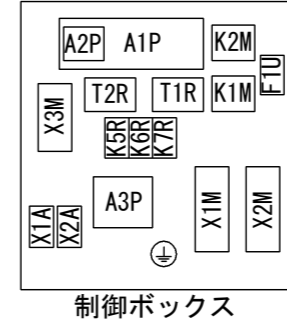 A2P A1P K2M
F1U
T2R T1R K1M
X3M
K5R K6R K7R
A3P
X1M X2M
X1A X2A
制御ボックス